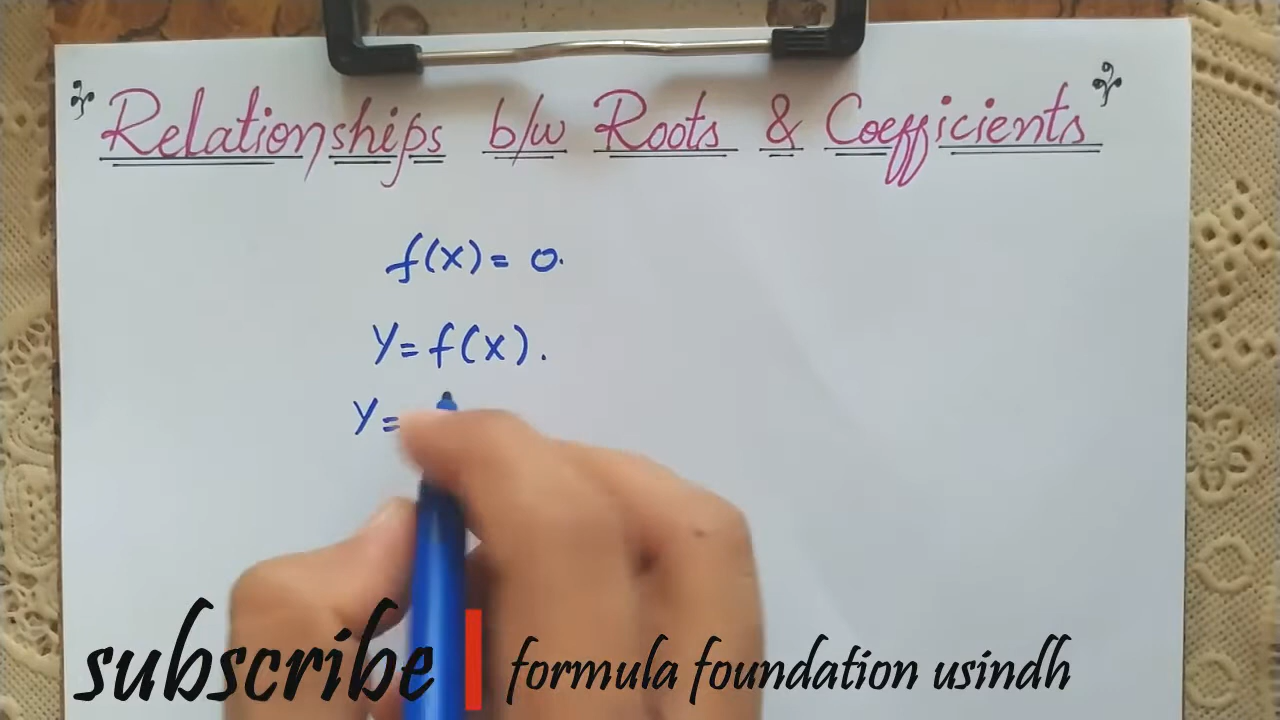 Relationships b/w Roots & Coefficients
f(x) = 0.
y = f(x).
y =
subscribe | formula foundation usindh